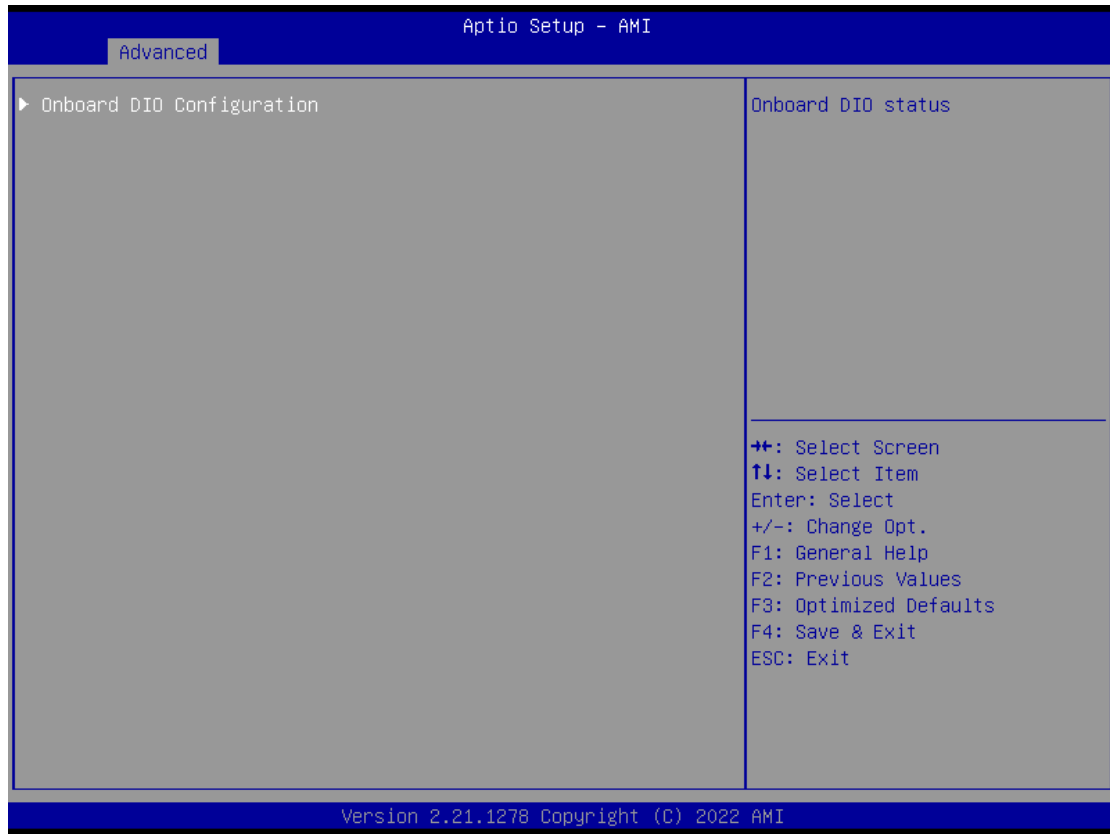 Aptio Setup – AMI
Advanced
▶ Onboard DIO Configuration
Onboard DIO status
→←: Select Screen
↑↓: Select Item
Enter: Select
+/-: Change Opt.
F1: General Help
F2: Previous Values
F3: Optimized Defaults
F4: Save & Exit
ESC: Exit
Version 2.21.1278 Copyright (C) 2022 AMI